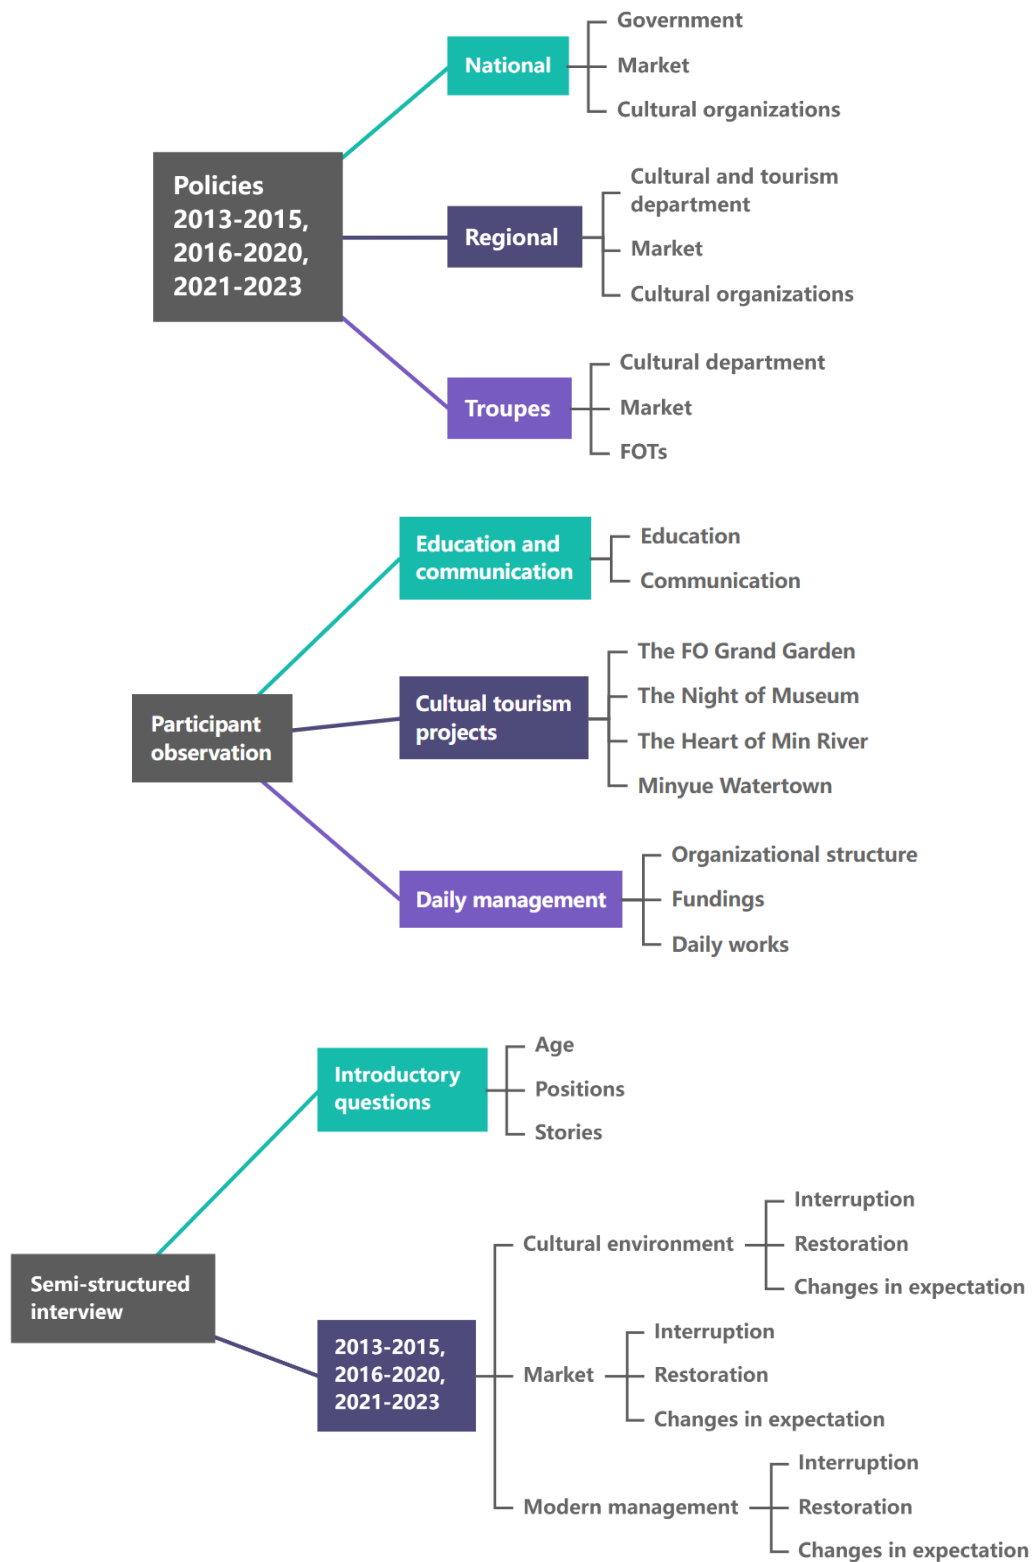 Policies
2013-2015,
2016-2020,
2021-2023
National
Government
Market
Cultural organizations
Regional
Cultural and tourism
department
Market
Cultural organizations
Troupes
Cultural department
Market
FOTs
Participant
observation
Education and
communication
Education
Communication
Cultual tourism
projects
The FO Grand Garden
The Night of Museum
The Heart of Min River
Minyue Watertown
Daily management
Organizational structure
Fundings
Daily works
Semi-structured
interview
Introductory
questions
Age
Positions
Stories
2013-2015,
2016-2020,
2021-2023
Cultural environment
Interruption
Restoration
Changes in expectation
Market
Interruption
Restoration
Changes in expectation
Modern management
Interruption
Restoration
Changes in expectation